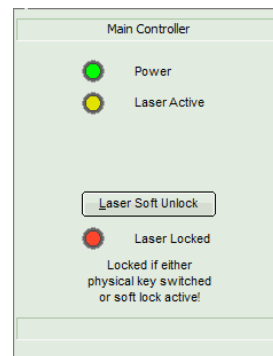 Main Controller
Power
Laser Active
Laser Soft Unlock
Laser Locked
Locked if either
physical key switched
or soft lock active!